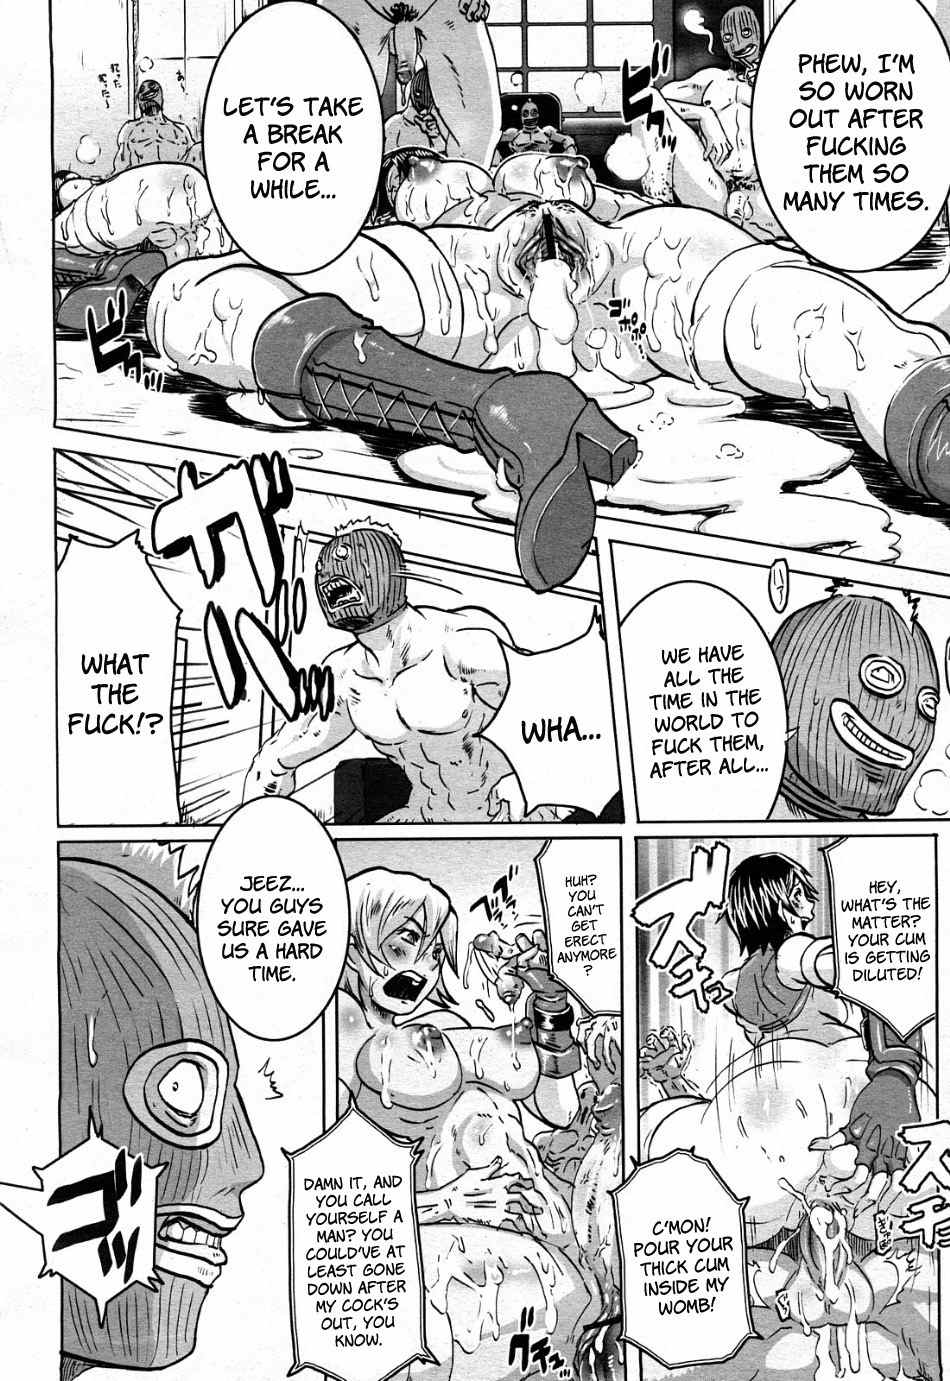 PHEW, I'M
SO WORN
OUT AFTER
FUCKING
THEM SO
MANY TIMES.
LET'S TAKE
A BREAK
FOR A
WHILE...
WE HAVE
ALL THE
TIME IN THE
WORLD TO
FUCK THEM,
AFTER ALL...
WHA...
ガバ
WHAT
THE
FUCK!?
HEY,
WHAT'S THE
MATTER?
YOUR CUM
IS GETTING
DILUTED!
C'MON!
POUR YOUR
THICK CUM
INSIDE MY
WOMB!
HUH?
YOU
CAN'T
GET
ERECT
ANYMORE
?
DAMN IT, AND
YOU CALL
YOURSELF A
MAN? YOU
COULD'VE AT
LEAST GONE
DOWN AFTER
MY COCK'S
OUT, YOU
KNOW.
JEEZ...
YOU GUYS
SURE GAVE
US A HARD
TIME.